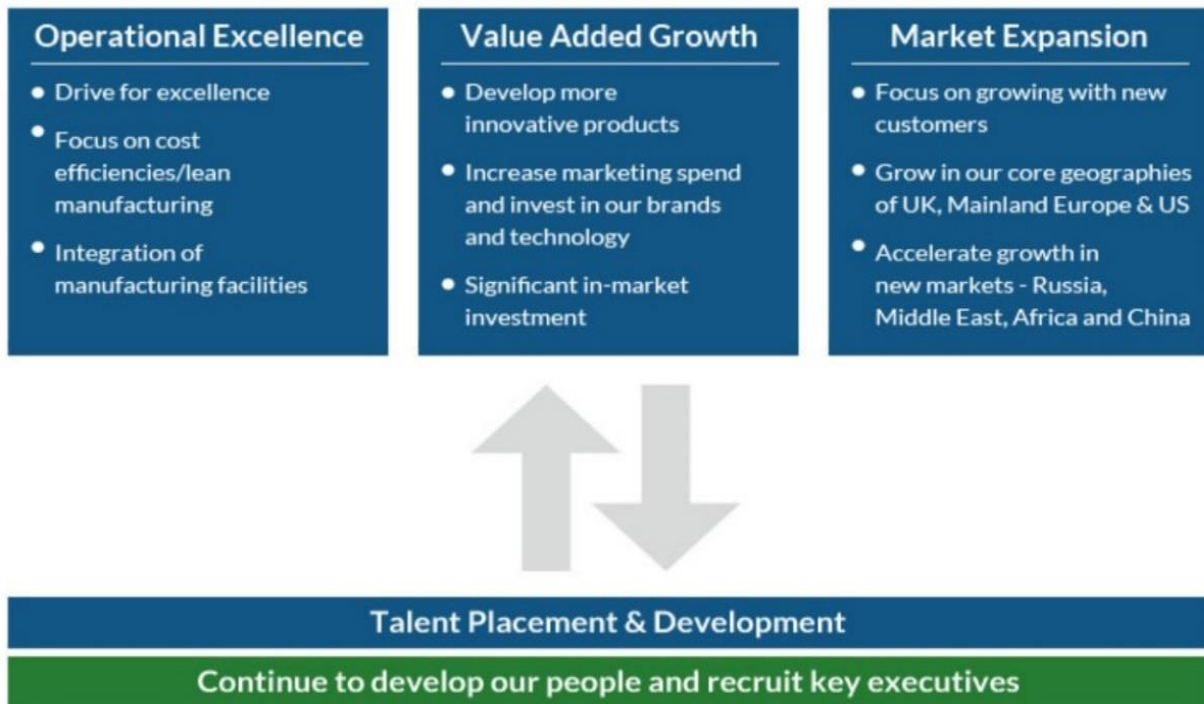 Operational Excellence
• Drive for excellence
• Focus on cost
efficiencies/lean
manufacturing
• Integration of
manufacturing facilities
Value Added Growth
• Develop more
innovative products
• Increase marketing spend
and invest in our brands
and technology
• Significant in-market
investment
Market Expansion
• Focus on growing with new
customers
• Grow in our core geographies
of UK, Mainland Europe & US
• Accelerate growth in
new markets - Russia,
Middle East, Africa and China
Talent Placement & Development
Continue to develop our people and recruit key executives